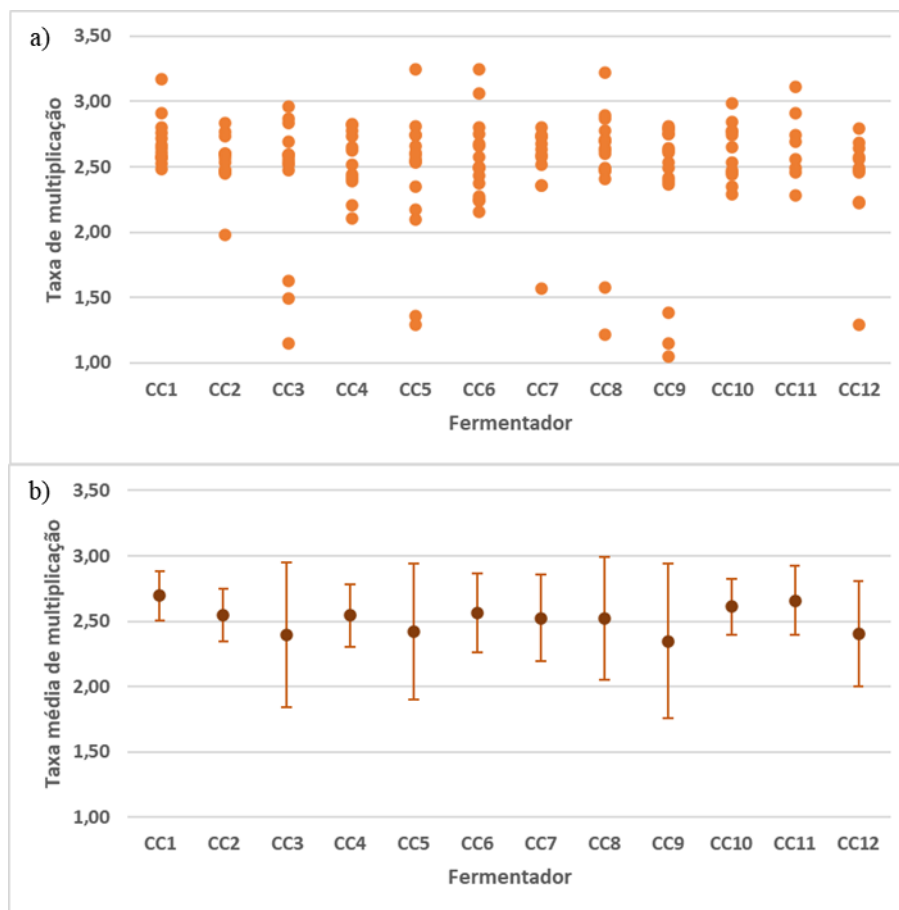 a)
Taxa de multiplicação
3,50
3,00
2,50
2,00
1,50
1,00
CC1 CC2 CC3 CC4 CC5 CC6 CC7 CC8 CC9 CC10 CC11 CC12
Fermentador
b)
Taxa média de multiplicação
3,50
3,00
2,50
2,00
1,50
1,00
CC1 CC2 CC3 CC4 CC5 CC6 CC7 CC8 CC9 CC10 CC11 CC12
Fermentador